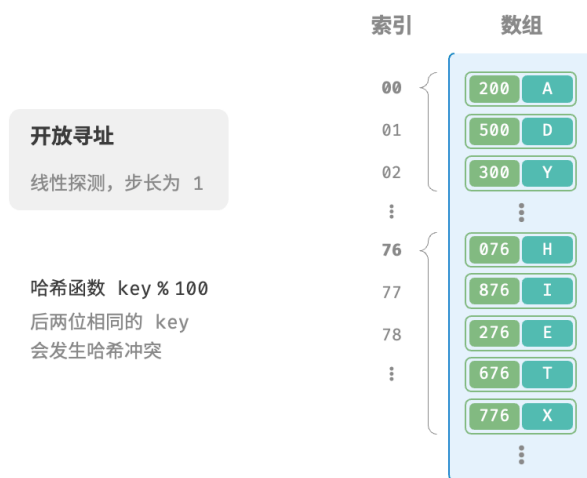 索引 数组
00 200 A
开放寻址
01 500 D
线性探测，步长为 1
02 300 Y
76 076 H
哈希函数 key % 100
77 876 I
后两位相同的 key
78 276 E
会发生哈希冲突
676 T
776 X